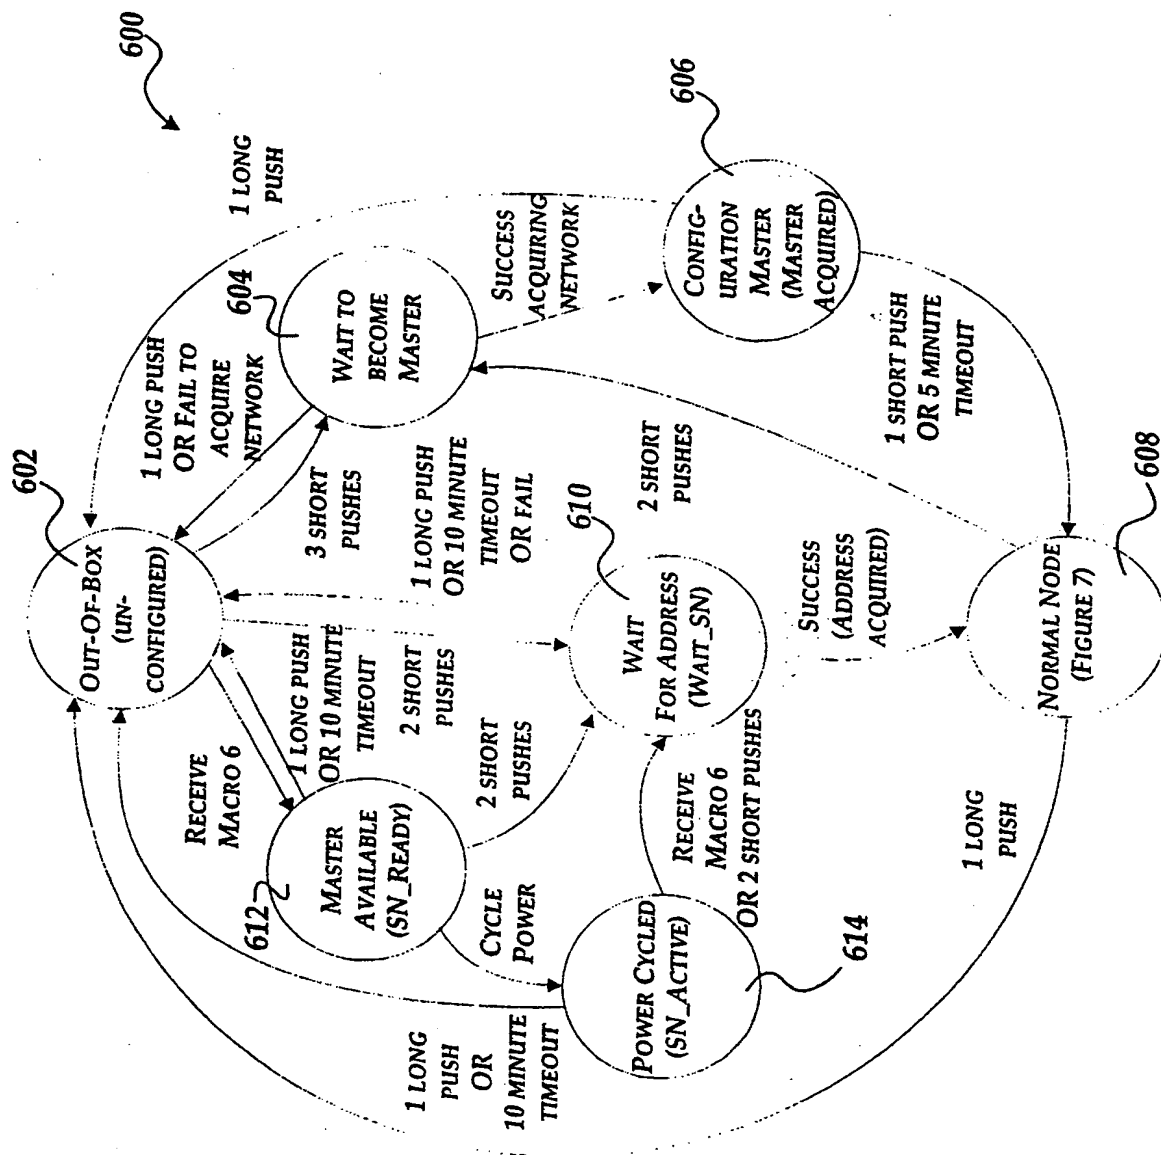 600
602
OUT-OF-BOX
(UN-
CONFIGURED)
1 LONG
PUSH
1 LONG PUSH
OR FAIL TO
ACQUIRE
NETWORK
604
WAIT TO
BECOME
MASTER
3 SHORT
PUSHES
SUCCESS
ACQUIRING
NETWORK
606
CONFIG-
URATION
MASTER
(MASTER
ACQUIRED)
1 SHORT PUSH
OR 5 MINUTE
TIMEOUT
RECEIVE
MACRO 6
1 LONG PUSH
OR 10 MINUTE
TIMEOUT
2 SHORT
PUSHES
1 LONG PUSH
OR 10 MINUTE
TIMEOUT
OR FAIL
612
MASTER
AVAILABLE
(SN_READY)
2 SHORT
PUSHES
610
WAIT
FOR ADDRESS
(WAIT_SN)
2 SHORT
PUSHES
CYCLE
POWER
1 LONG
PUSH OR
10 MINUTE
TIMEOUT
POWER CYCLED
(SN_ACTIVE)
614
RECEIVE
MACRO 6
OR 2 SHORT PUSHES
SUCCESS
(ADDRESS
ACQUIRED)
NORMAL NODE
(FIGURE 7)
608
1 LONG
PUSH